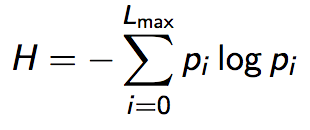 H = − ∑_{i=0}^{L_max} p_i log p_i